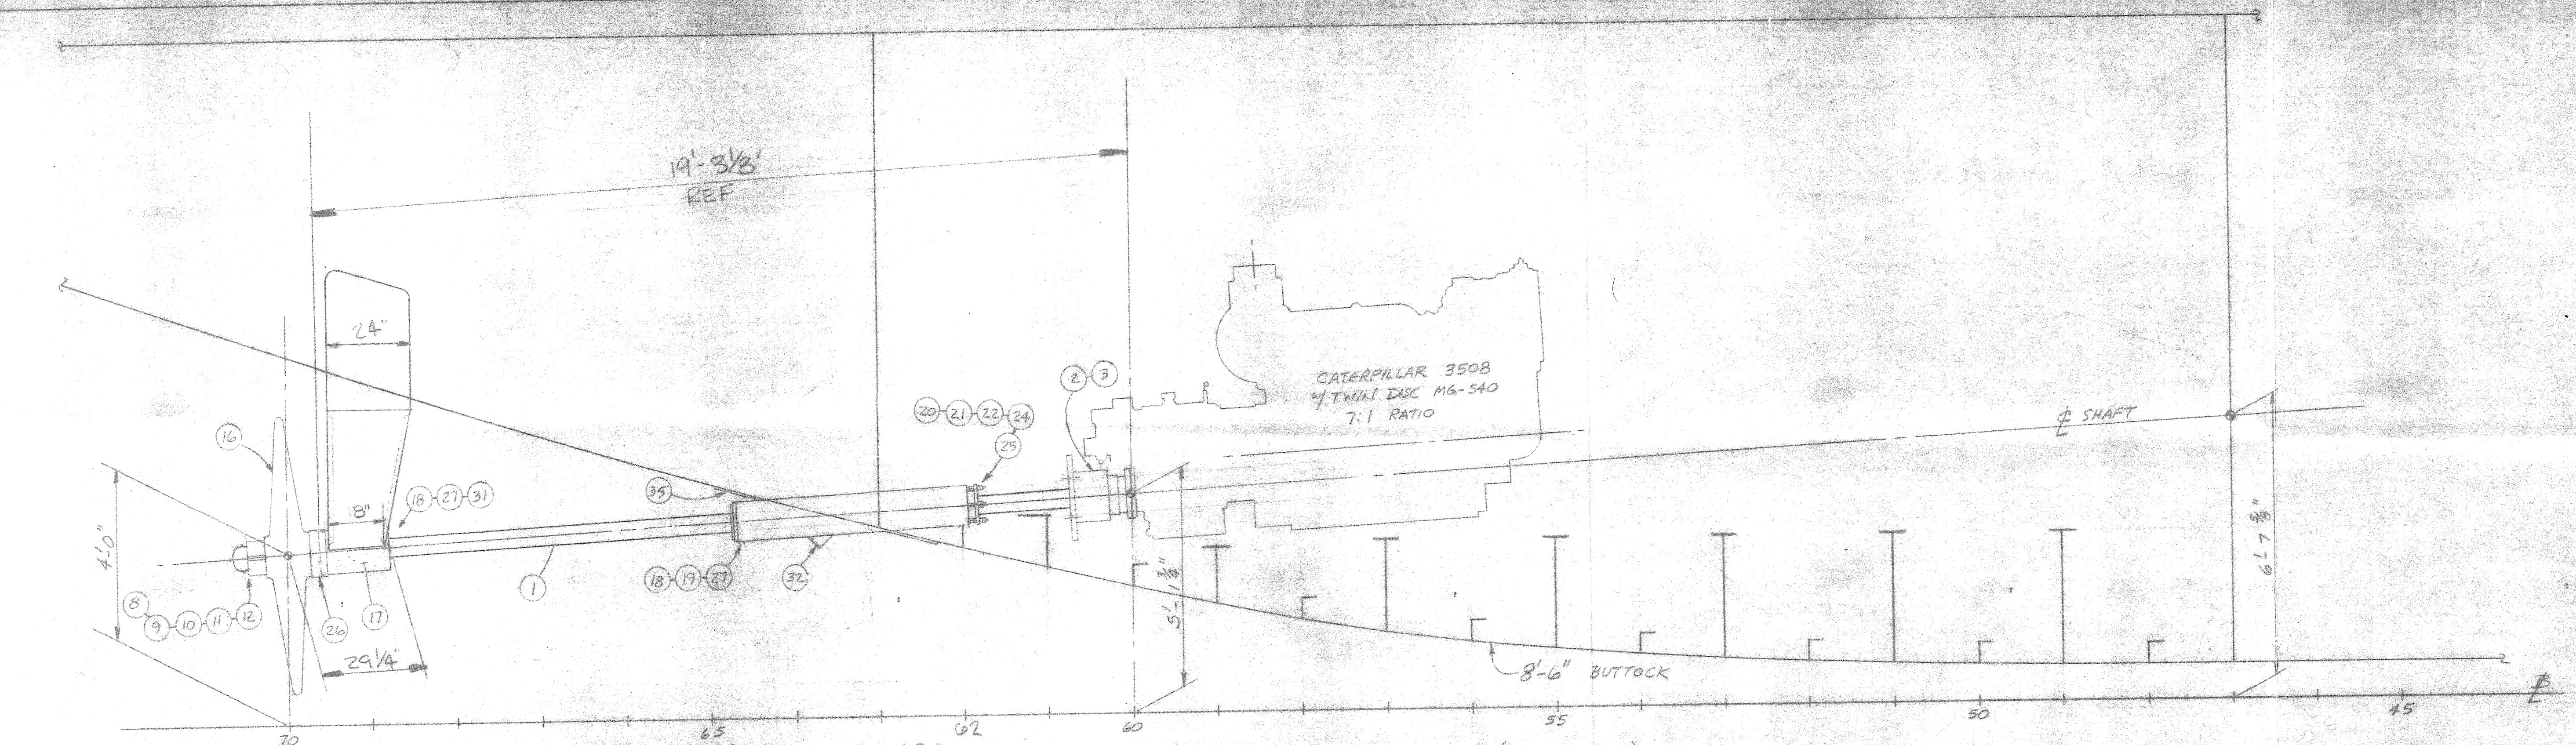 19'-3 1/8"
REF
24"
CATERPILLAR 3508
W/ TWIN DISC MG-540
7:1 RATIO
℄ SHAFT
2 3
20 21 22 24
25
16
35
18 27 31
18"
4'-0"
1
18 19 27
32
5'-1 3/4"
6'-7 5/8"
8
9 10 11 12
26
17
29 1/4"
8'-6" BUTTOCK
70
65
62
60
55
50
45